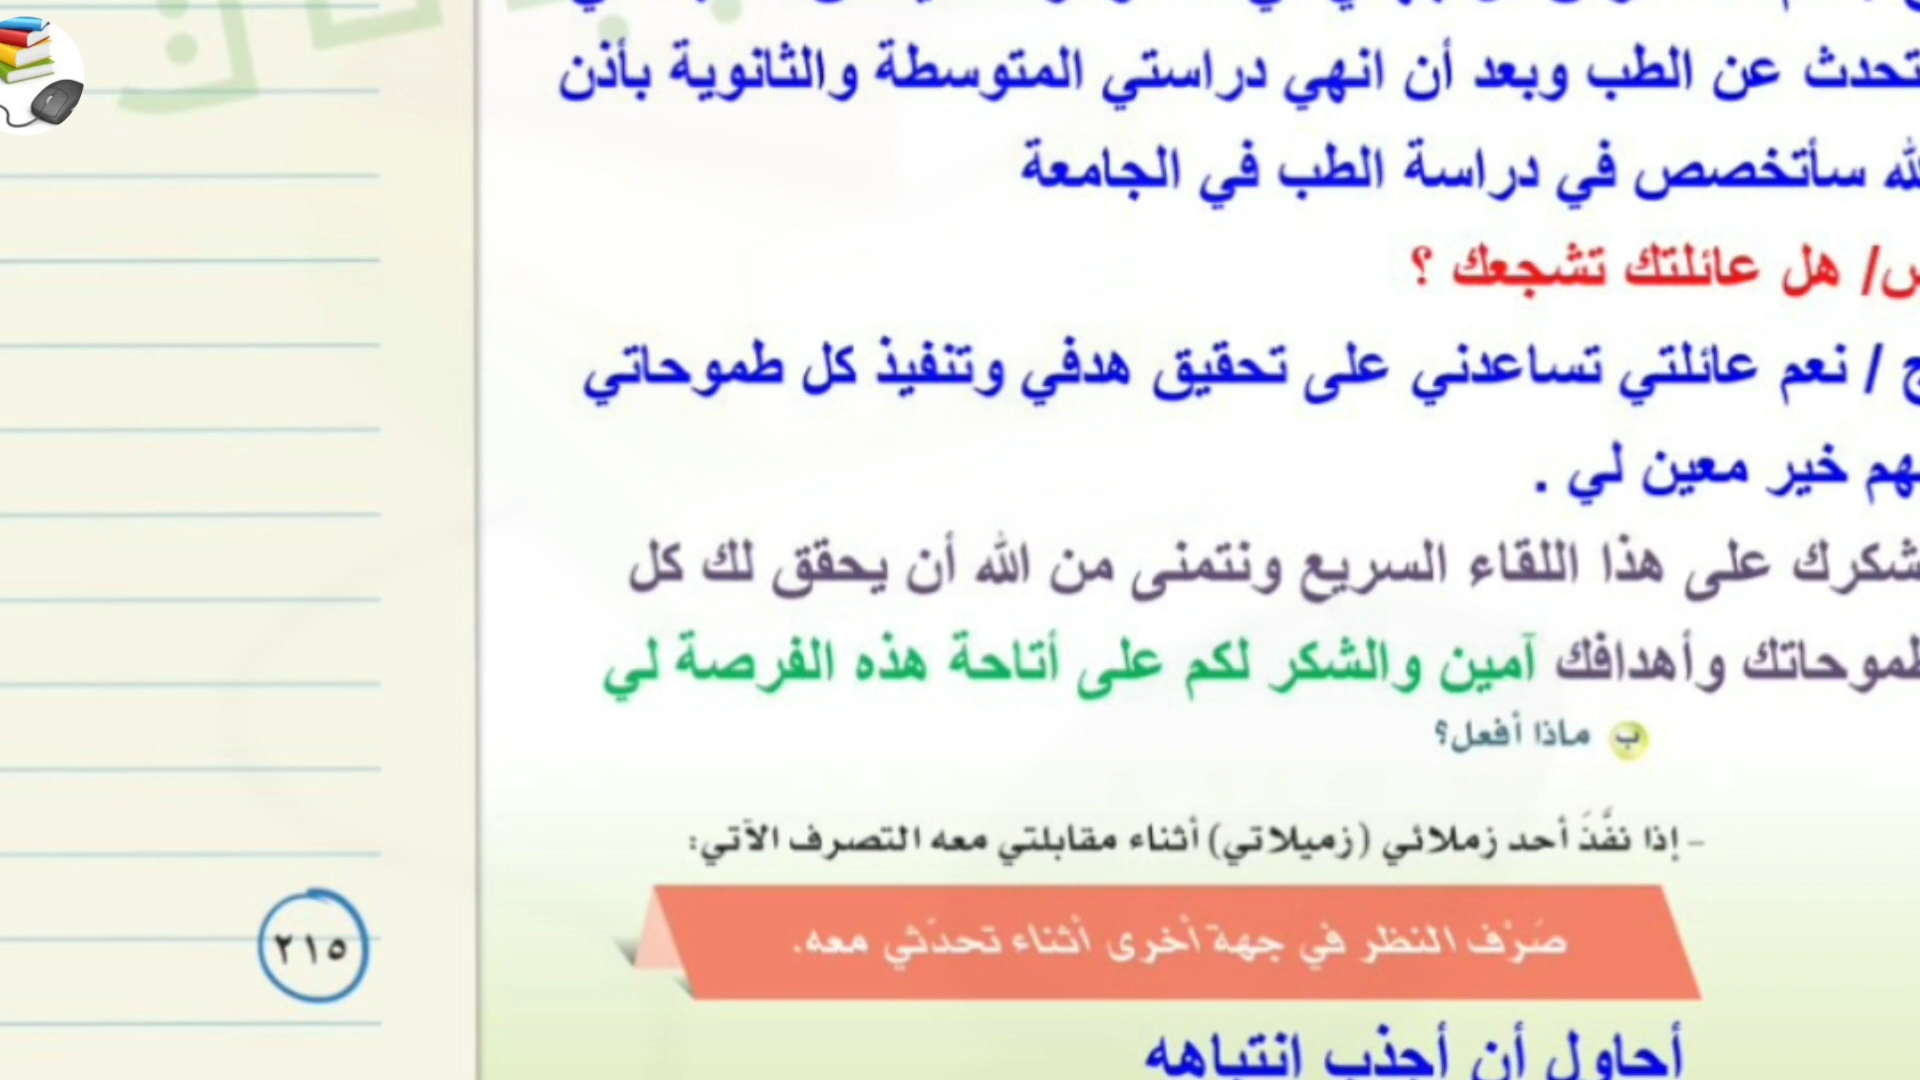 تحدث عن الطب وبعد أن انهي دراستي المتوسطة والثانوية بأذن
الله سأتخصص في دراسة الطب في الجامعة
س/ هل عائلتك تشجعك ؟
ج / نعم عائلتي تساعدني على تحقيق هدفي وتنفيذ كل طموحاتي
هم خير معين لي .
شكرك على هذا اللقاء السريع ونتمنى من الله أن يحقق لك كل
طموحاتك وأهدافك آمين والشكر لكم على أتاحة هذه الفرصة لي
ب ماذا أفعل؟
- إذا نفَّذَ أحد زملائي (زميلاتي) أثناء مقابلتي معه التصرف الآتي:
صَرْف النظر في جهة أخرى أثناء تحدّثي معه.
أحاول أن أجذب انتباهه
٢١٥